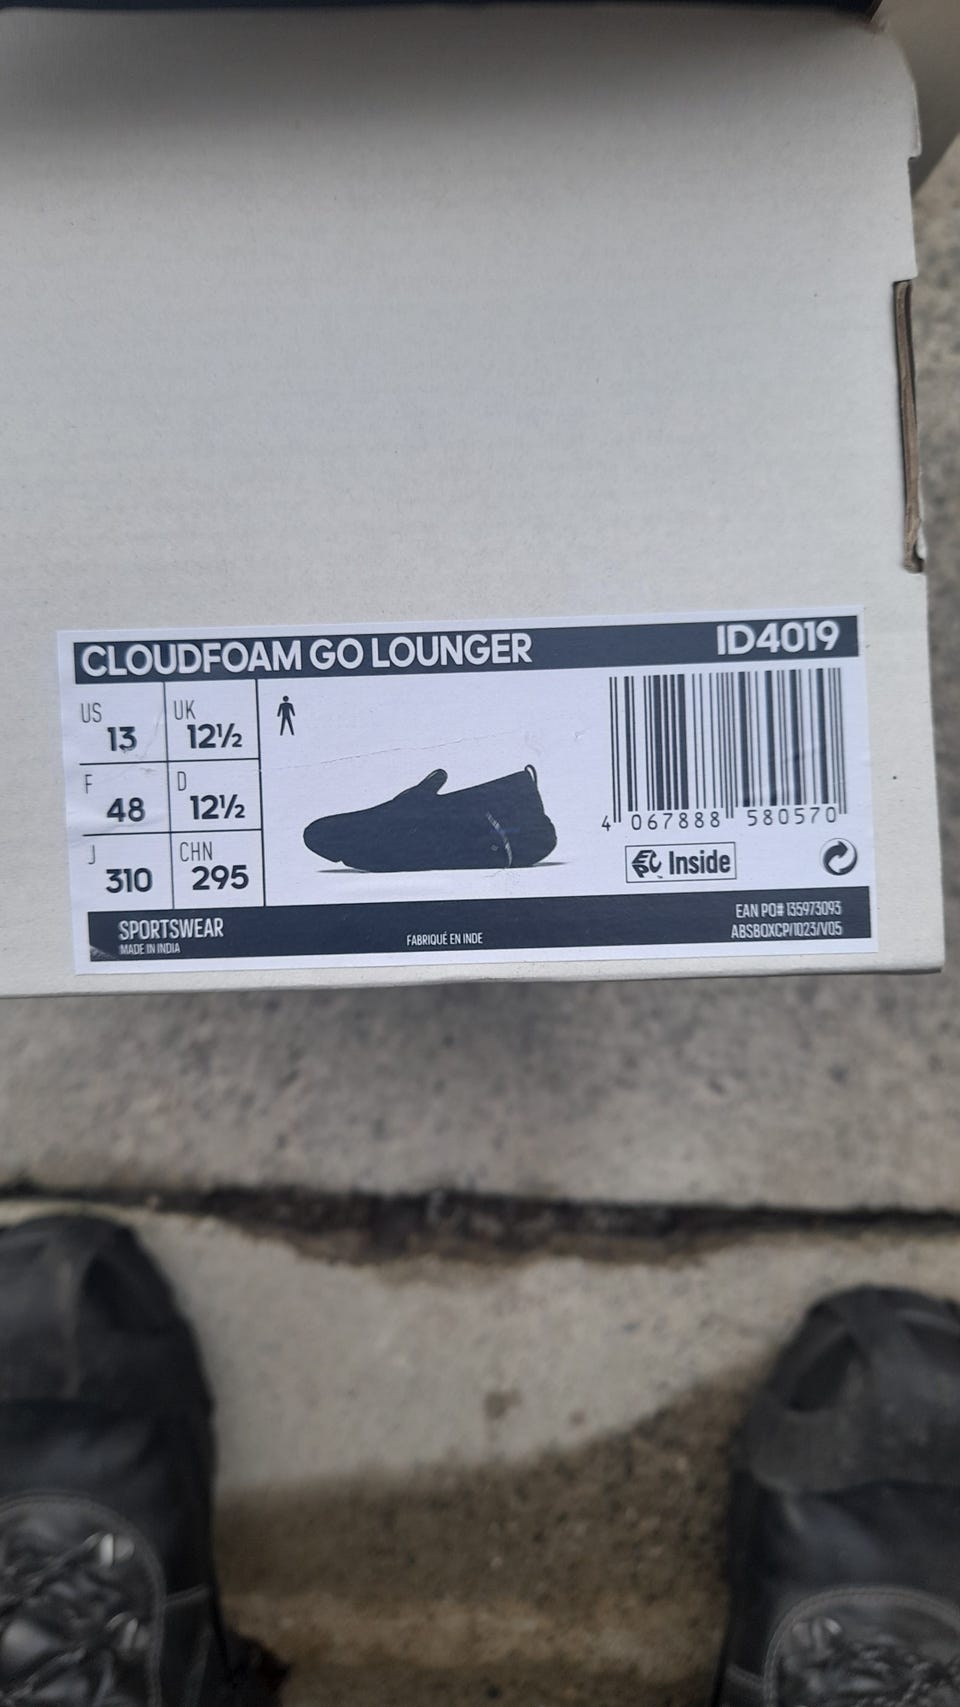 CLOUDFOAM GO LOUNGER ID4019
US 13 UK 12½
F 48 D 12½
J 310 CHN 295
4 067888 580570
Inside
SPORTSWEAR
MADE IN INDIA
FABRIQUÉ EN INDE
EAN PO# 135973093
ABSBOXCP/1023/V05